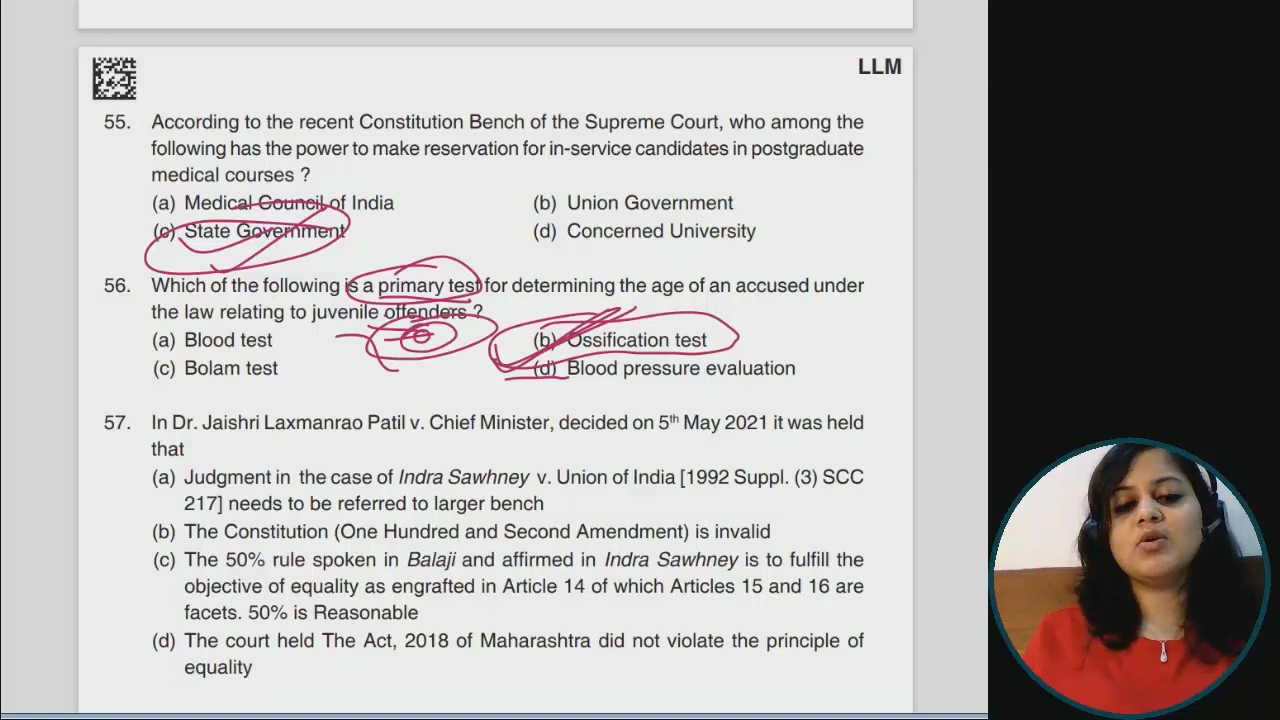 LLM
55. According to the recent Constitution Bench of the Supreme Court, who among the
following has the power to make reservation for in-service candidates in postgraduate
medical courses ?
(a) Medical Council of India (b) Union Government
(c) State Government (d) Concerned University
56. Which of the following is a primary test for determining the age of an accused under
the law relating to juvenile offenders ?
(a) Blood test (b) Ossification test
(c) Bolam test (d) Blood pressure evaluation
57. In Dr. Jaishri Laxmanrao Patil v. Chief Minister, decided on 5th May 2021 it was held
that
(a) Judgment in the case of Indra Sawhney v. Union of India [1992 Suppl. (3) SCC
217] needs to be referred to larger bench
(b) The Constitution (One Hundred and Second Amendment) is invalid
(c) The 50% rule spoken in Balaji and affirmed in Indra Sawhney is to fulfill the
objective of equality as engrafted in Article 14 of which Articles 15 and 16 are
facets. 50% is Reasonable
(d) The court held The Act, 2018 of Maharashtra did not violate the principle of
equality